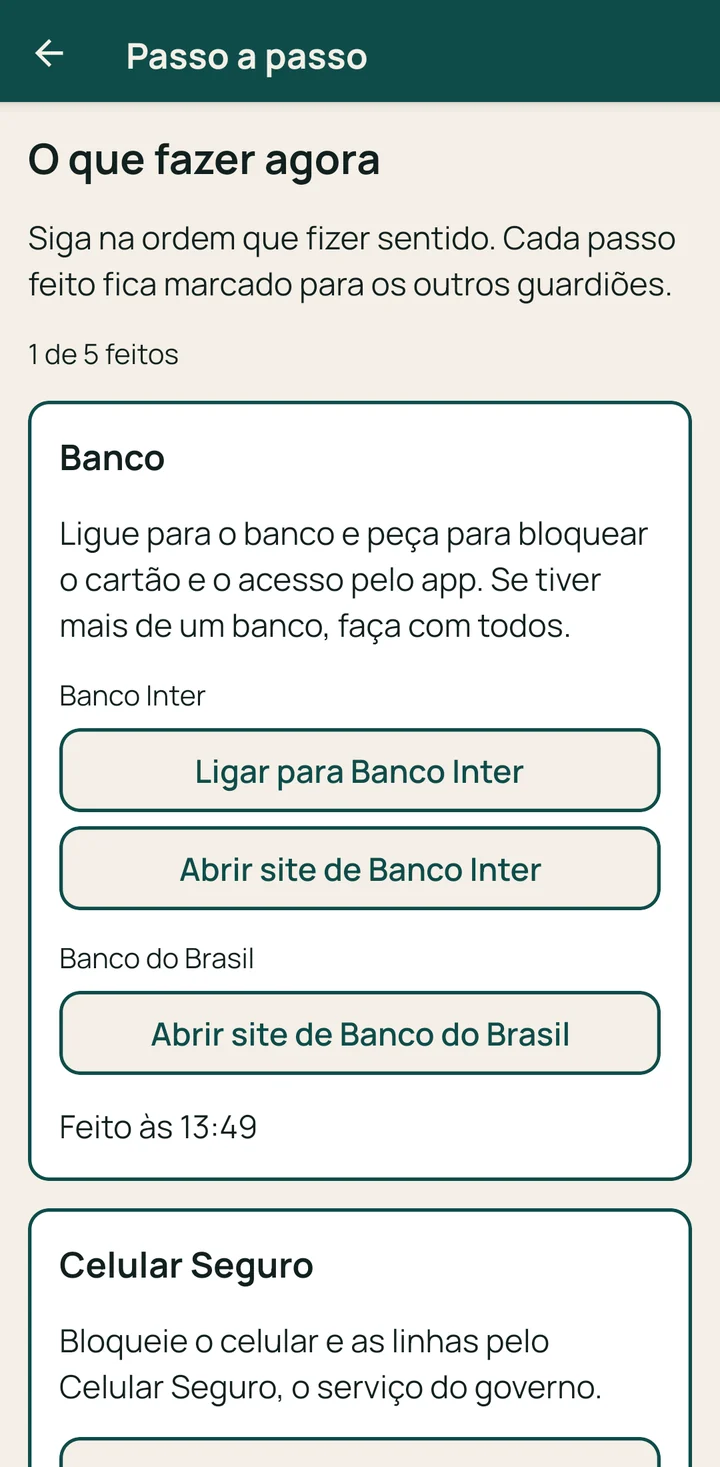 Passo a passo
O que fazer agora
Siga na ordem que fizer sentido. Cada passo
feito fica marcado para os outros guardiões.
1 de 5 feitos
Banco
Ligue para o banco e peça para bloquear
o cartão e o acesso pelo app. Se tiver
mais de um banco, faça com todos.
Banco Inter
Ligar para Banco Inter
Abrir site de Banco Inter
Banco do Brasil
Abrir site de Banco do Brasil
Feito às 13:49
Celular Seguro
Bloqueie o celular e as linhas pelo
Celular Seguro, o serviço do governo.